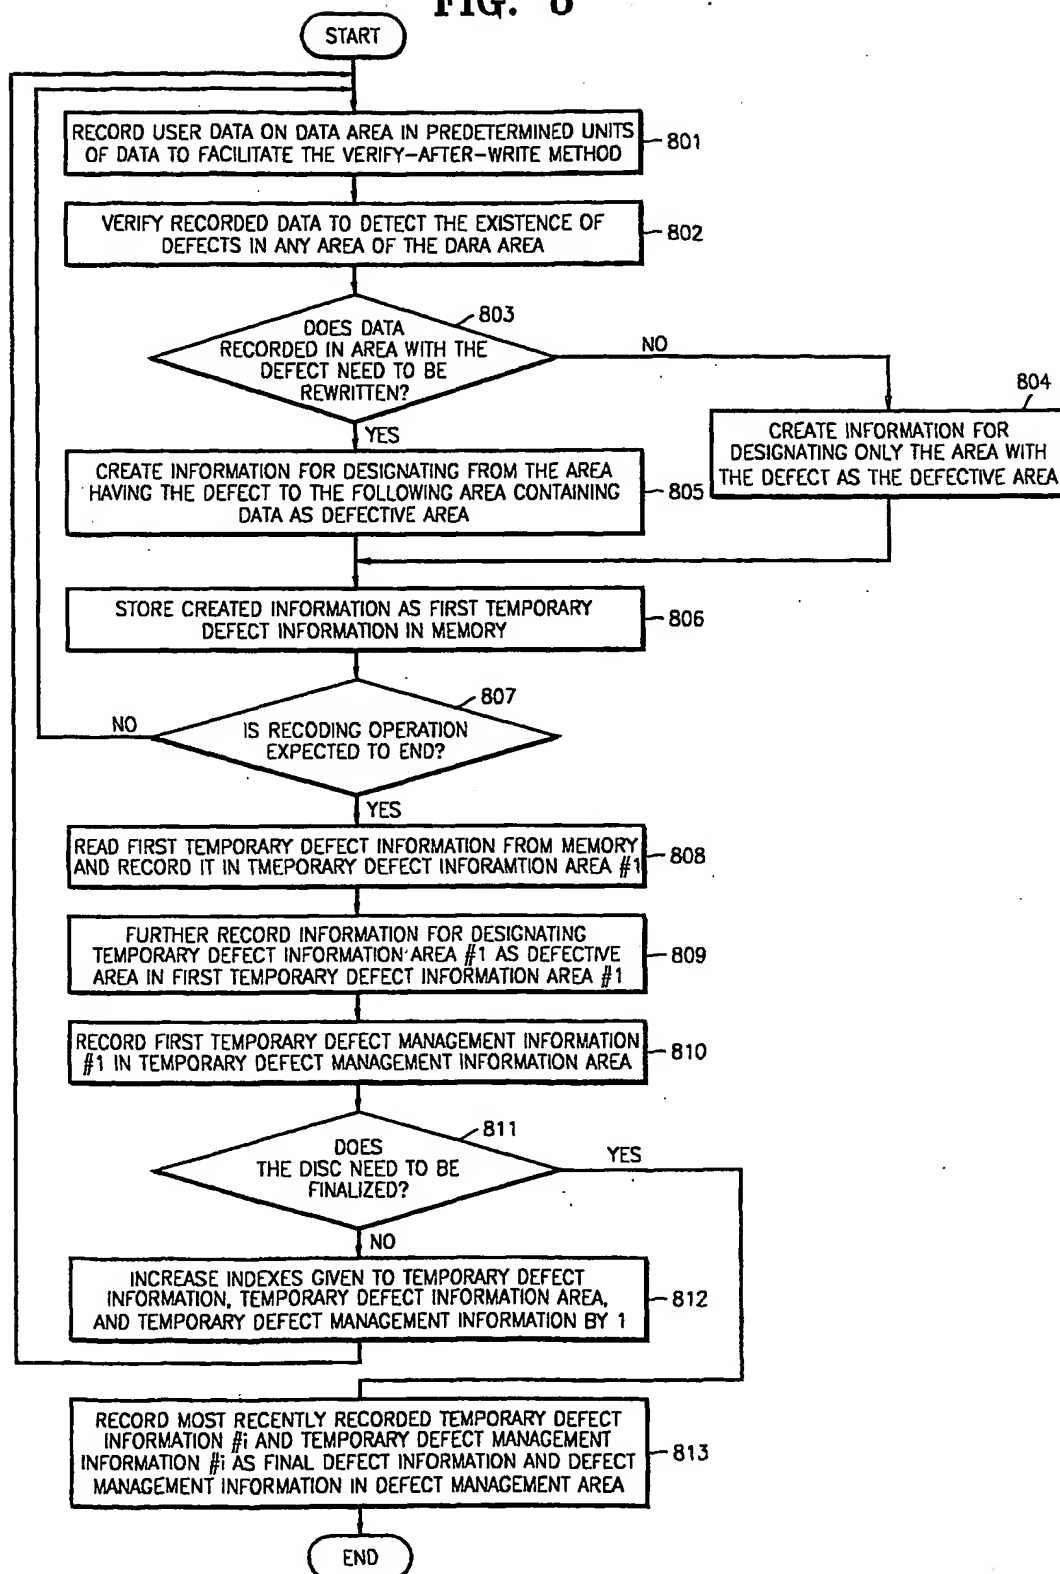 FIG. 8
START
RECORD USER DATA ON DATA AREA IN PREDETERMINED UNITS
OF DATA TO FACILITATE THE VERIFY-AFTER-WRITE METHOD
801
VERIFY RECORDED DATA TO DETECT THE EXISTENCE OF
DEFECTS IN ANY AREA OF THE DARA AREA
802
803
DOES DATA
RECORDED IN AREA WITH THE
DEFECT NEED TO BE
REWRITTEN?
NO
YES
804
CREATE INFORMATION FOR
DESIGNATING ONLY THE AREA WITH
THE DEFECT AS THE DEFECTIVE AREA
CREATE INFORMATION FOR DESIGNATING FROM THE AREA
HAVING THE DEFECT TO THE FOLLOWING AREA CONTAINING
DATA AS DEFECTIVE AREA
805
STORE CREATED INFORMATION AS FIRST TEMPORARY
DEFECT INFORMATION IN MEMORY
806
807
IS RECODING OPERATION
EXPECTED TO END?
NO
YES
READ FIRST TEMPORARY DEFECT INFORMATION FROM MEMORY
AND RECORD IT IN TMEPORARY DEFECT INFORAMTION AREA #1
808
FURTHER RECORD INFORMATION FOR DESIGNATING
TEMPORARY DEFECT INFORMATION AREA #1 AS DEFECTIVE
AREA IN FIRST TEMPORARY DEFECT INFORMATION AREA #1
809
RECORD FIRST TEMPORARY DEFECT MANAGEMENT INFORMATION
#1 IN TEMPORARY DEFECT MANAGEMENT INFORMATION AREA
810
811
DOES
THE DISC NEED TO BE
FINALIZED?
YES
NO
INCREASE INDEXES GIVEN TO TEMPORARY DEFECT
INFORMATION, TEMPORARY DEFECT INFORMATION AREA,
AND TEMPORARY DEFECT MANAGEMENT INFORMATION BY 1
812
RECORD MOST RECENTLY RECORDED TEMPORARY DEFECT
INFORMATION #i AND TEMPORARY DEFECT MANAGEMENT
INFORMATION #i AS FINAL DEFECT INFORMATION AND DEFECT
MANAGEMENT INFORMATION IN DEFECT MANAGEMENT AREA
813
END